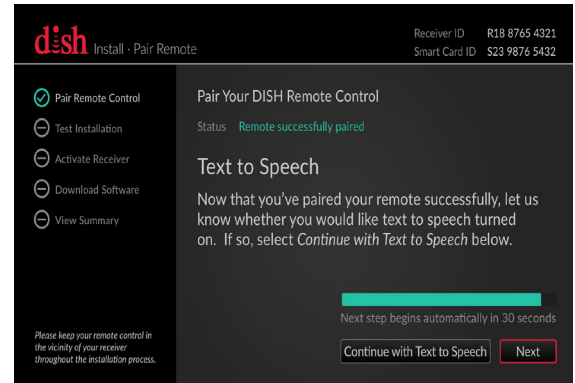 dish Install - Pair Remote
Receiver ID R18 8765 4321
Smart Card ID S23 9876 5432
Pair Remote Control
Test Installation
Activate Receiver
Download Software
View Summary
Please keep your remote control in
the vicinity of your receiver
throughout the installation process.
Pair Your DISH Remote Control
Status Remote successfully paired
Text to Speech
Now that you've paired your remote successfully, let us
know whether you would like text to speech turned
on. If so, select Continue with Text to Speech below.
Next step begins automatically in 30 seconds
Continue with Text to Speech Next